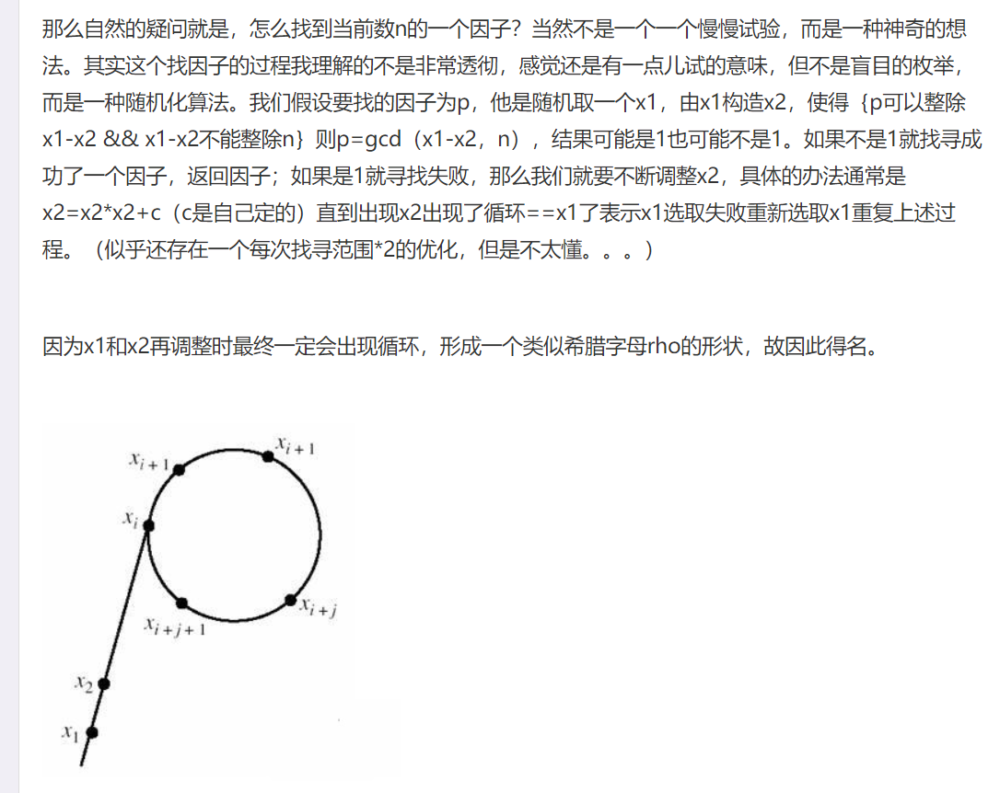 那么自然的疑问就是，怎么找到当前数n的一个因子？当然不是一个一个慢慢试验，而是一种神奇的想
法。其实这个找因子的过程我理解的不是非常透彻，感觉还是有一点儿试的意味，但不是盲目的枚举，
而是一种随机化算法。我们假设要找的因子为p，他是随机取一个x1，由x1构造x2，使得｛p可以整除
x1-x2 && x1-x2不能整除n｝则p=gcd（x1-x2，n），结果可能是1也可能不是1。如果不是1就找寻成
功了一个因子，返回因子；如果是1就寻找失败，那么我们就要不断调整x2，具体的办法通常是
x2=x2*x2+c（c是自己定的）直到出现x2出现了循环==x1了表示x1选取失败重新选取x1重复上述过
程。（似乎还存在一个每次找寻范围*2的优化，但是不太懂。。。）
因为x1和x2再调整时最终一定会出现循环，形成一个类似希腊字母rho的形状，故因此得名。
x_{i+1}
x_{i+1}
x_i
x_{i+j}
x_{i+j+1}
x_2
x_1